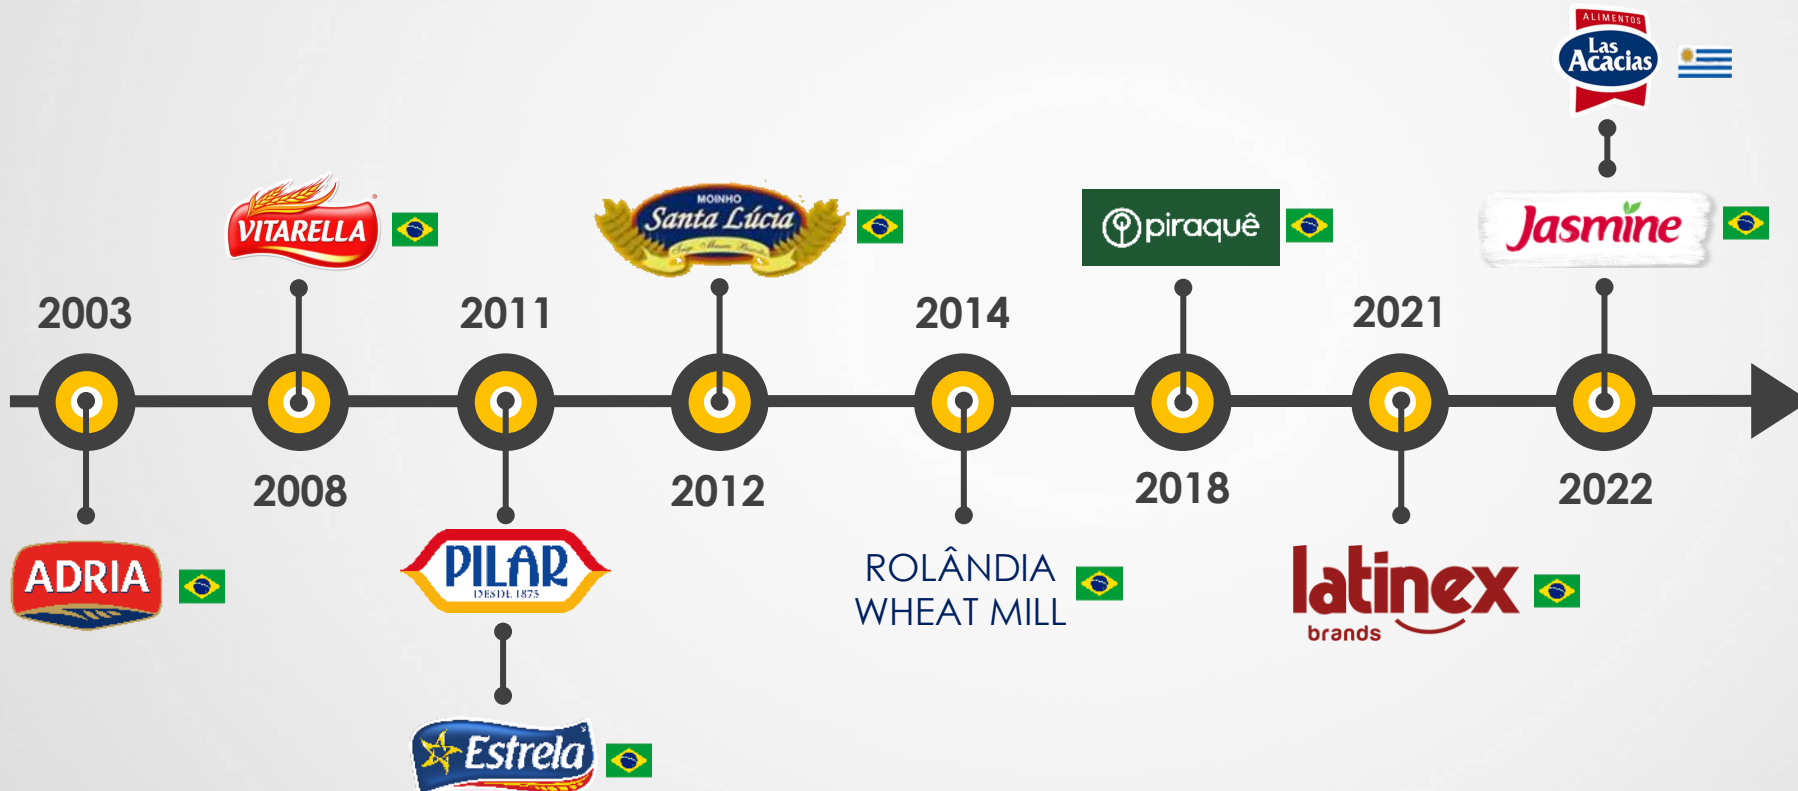 ALIMENTOS
Las
Acacias
VITARELLA
MOINHO
Santa Lúcia
piraquê
Jasmine
2003
2011
2014
2021
2008
2012
2018
2022
ADRIA
PILAR
DESDE 1875
ROLÂNDIA
WHEAT MILL
latinex
brands
Estrela